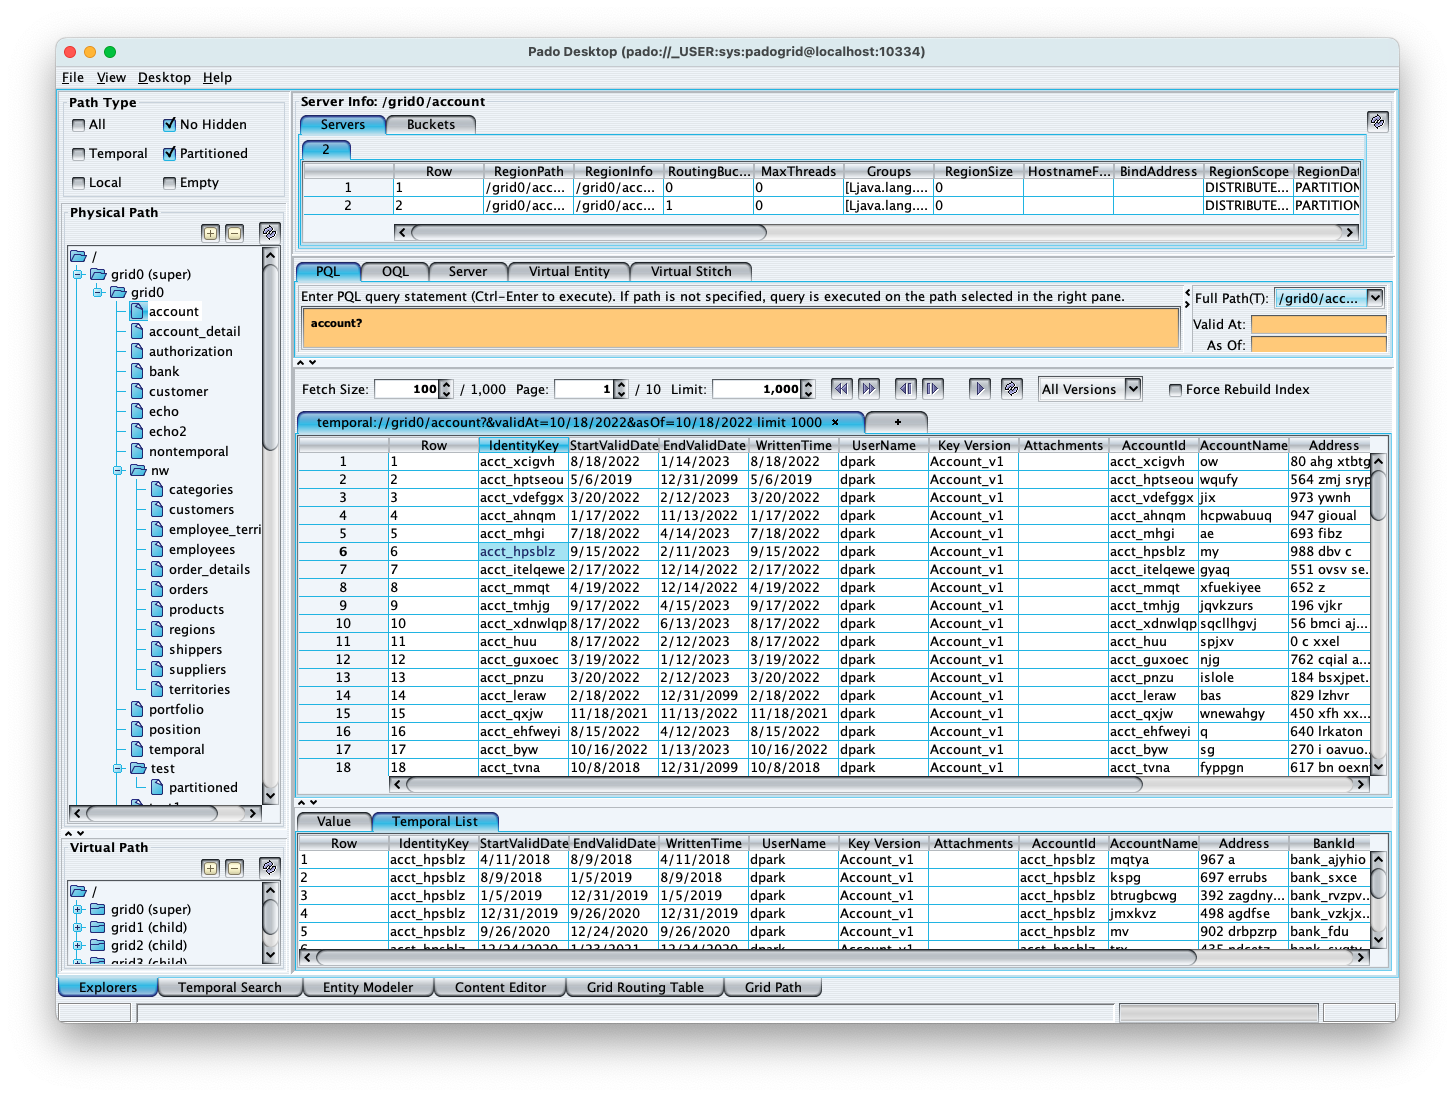 Pado Desktop (pado://_USER:sys:padogrid@localhost:10334)
File View Desktop Help
Path Type
All No Hidden
Temporal Partitioned
Local Empty
Physical Path
/
grid0 (super)
grid0
account
account_detail
authorization
bank
customer
echo
echo2
nontemporal
nw
categories
customers
employee_terri
employees
order_details
orders
products
regions
shippers
suppliers
territories
portfolio
position
temporal
test
partitioned
Virtual Path
/
grid0 (super)
grid1 (child)
grid2 (child)
grid3 (child)
Server Info: /grid0/account
Servers Buckets
2
Row RegionPath RegionInfo RoutingBuc... MaxThreads Groups RegionSize HostnameF... BindAddress RegionScope RegionDat
1 1 /grid0/acc... /grid0/acc... 0 0 [Ljava.lang.... 0 DISTRIBUTE... PARTITION
2 2 /grid0/acc... /grid0/acc... 1 0 [Ljava.lang.... 0 DISTRIBUTE... PARTITION
PQL OQL Server Virtual Entity Virtual Stitch
Enter PQL query statement (Ctrl-Enter to execute). If path is not specified, query is executed on the path selected in the right pane.
account?
Full Path(T): /grid0/acc...
Valid At:
As Of:
Fetch Size: 100 / 1,000 Page: 1 / 10 Limit: 1,000 All Versions Force Rebuild Index
temporal://grid0/account?&validAt=10/18/2022&asOf=10/18/2022 limit 1000 × +
Row IdentityKey StartValidDate EndValidDate WrittenTime UserName Key Version Attachments AccountId AccountName Address
1 1 acct_xcigvh 8/18/2022 1/14/2023 8/18/2022 dpark Account_v1 acct_xcigvh ow 80 ahg xtbtg
2 2 acct_hptseou 5/6/2019 12/31/2099 5/6/2019 dpark Account_v1 acct_hptseou wqufy 564 zmj sryp
3 3 acct_vdefggx 3/20/2022 2/12/2023 3/20/2022 dpark Account_v1 acct_vdefggx jix 973 ywnh
4 4 acct_ahnqm 1/17/2022 11/13/2022 1/17/2022 dpark Account_v1 acct_ahnqm hcpwabuuq 947 gioual
5 5 acct_mhgi 7/18/2022 4/14/2023 7/18/2022 dpark Account_v1 acct_mhgi ae 693 fibz
6 6 acct_hpsblz 9/15/2022 2/11/2023 9/15/2022 dpark Account_v1 acct_hpsblz my 988 dbv c
7 7 acct_itelqewe 2/17/2022 12/14/2022 2/17/2022 dpark Account_v1 acct_itelqewe gyaq 551 ovsv se...
8 8 acct_mmqt 4/19/2022 12/14/2022 4/19/2022 dpark Account_v1 acct_mmqt xfuekiyee 652 z
9 9 acct_tmhjg 9/17/2022 4/15/2023 9/17/2022 dpark Account_v1 acct_tmhjg jqvkzurs 196 vjkr
10 10 acct_xdnwlqp 8/17/2022 6/13/2023 8/17/2022 dpark Account_v1 acct_xdnwlqp sqcllhgvj 56 bmci aj...
11 11 acct_huu 8/17/2022 2/12/2023 8/17/2022 dpark Account_v1 acct_huu spjxv 0 c xxel
12 12 acct_guxoec 3/19/2022 1/12/2023 3/19/2022 dpark Account_v1 acct_guxoec njg 762 cqial a...
13 13 acct_pnzu 3/20/2022 2/12/2023 3/20/2022 dpark Account_v1 acct_pnzu islole 184 bsxjpet...
14 14 acct_leraw 2/18/2022 12/31/2099 2/18/2022 dpark Account_v1 acct_leraw bas 829 lzhvr
15 15 acct_qxjw 11/18/2021 11/13/2022 11/18/2021 dpark Account_v1 acct_qxjw wnewahgy 450 xfh xx...
16 16 acct_ehfweyi 8/15/2022 4/12/2023 8/15/2022 dpark Account_v1 acct_ehfweyi q 640 lrkaton
17 17 acct_byw 10/16/2022 1/13/2023 10/16/2022 dpark Account_v1 acct_byw sg 270 i oavuo...
18 18 acct_tvna 10/8/2018 12/31/2099 10/8/2018 dpark Account_v1 acct_tvna fyppgn 617 bn oexn
Value Temporal List
Row IdentityKey StartValidDate EndValidDate WrittenTime UserName Key Version Attachments AccountId AccountName Address BankId
1 acct_hpsblz 4/11/2018 8/9/2018 4/11/2018 dpark Account_v1 acct_hpsblz mqtya 967 a bank_ajyhio
2 acct_hpsblz 8/9/2018 1/5/2019 8/9/2018 dpark Account_v1 acct_hpsblz kspg 697 errubs bank_sxce
3 acct_hpsblz 1/5/2019 12/31/2019 1/5/2019 dpark Account_v1 acct_hpsblz btrugbcwg 392 zagdny... bank_rvzpv...
4 acct_hpsblz 12/31/2019 9/26/2020 12/31/2019 dpark Account_v1 acct_hpsblz jmxkvz 498 agdfse bank_vzkjx...
5 acct_hpsblz 9/26/2020 12/24/2020 9/26/2020 dpark Account_v1 acct_hpsblz mv 902 drbpzrp bank_fdu
Explorers Temporal Search Entity Modeler Content Editor Grid Routing Table Grid Path